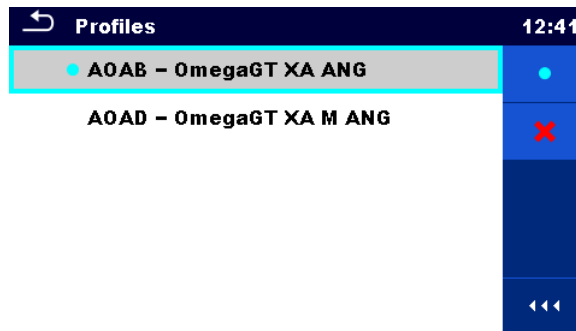 Profiles
12:41
AOAB – OmegaGT XA ANG
AOAD – OmegaGT XA M ANG